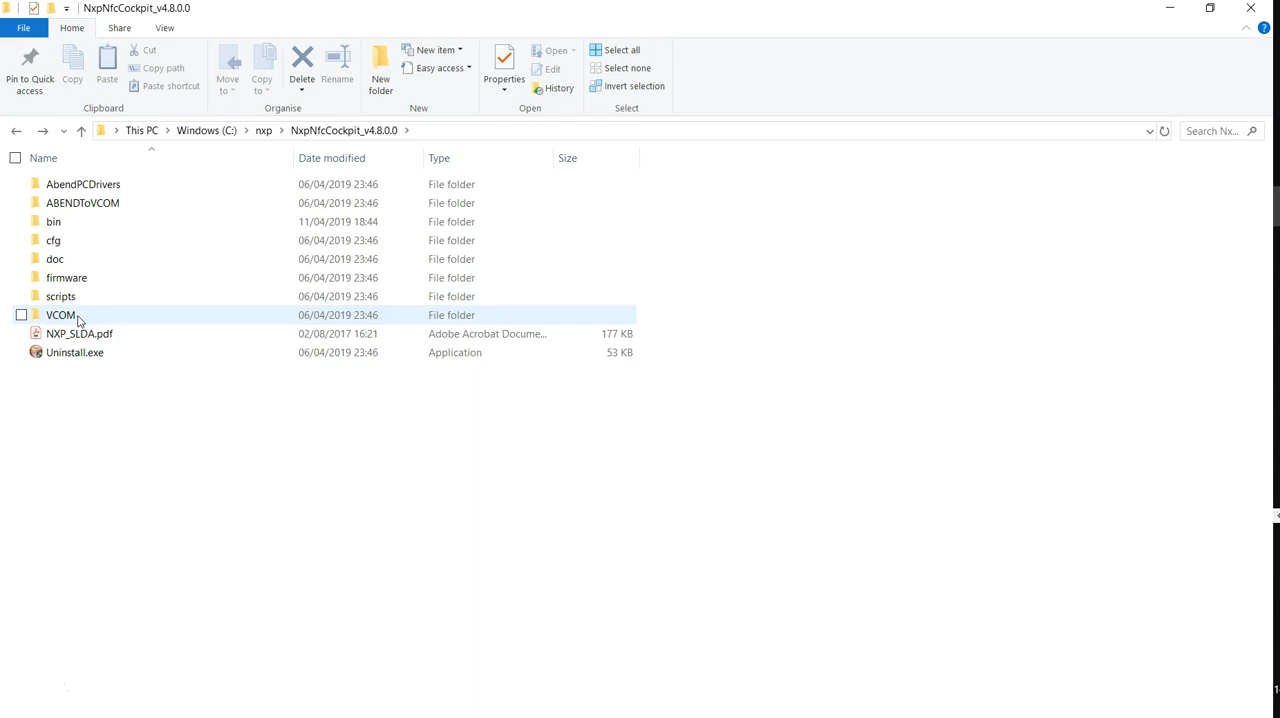 NxpNfcCockpit_v4.8.0.0
File Home Share View
Pin to Quick access
Copy
Paste
Cut
Copy path
Paste shortcut
Clipboard
Move to
Copy to
Delete
Rename
Organise
New folder
New item
Easy access
New
Properties
Open
Edit
History
Open
Select all
Select none
Invert selection
Select
This PC > Windows (C:) > nxp > NxpNfcCockpit_v4.8.0.0 >
Search Nx...
Name Date modified Type Size
AbendPCDrivers 06/04/2019 23:46 File folder
ABENDToVCOM 06/04/2019 23:46 File folder
bin 11/04/2019 18:44 File folder
cfg 06/04/2019 23:46 File folder
doc 06/04/2019 23:46 File folder
firmware 06/04/2019 23:46 File folder
scripts 06/04/2019 23:46 File folder
VCOM 06/04/2019 23:46 File folder
NXP_SLDA.pdf 02/08/2017 16:21 Adobe Acrobat Docume... 177 KB
Uninstall.exe 06/04/2019 23:46 Application 53 KB